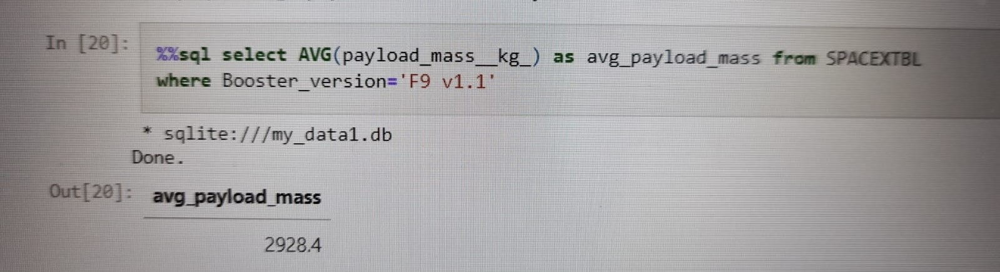 In [20]:
%%sql select AVG(payload_mass__kg_) as avg_payload_mass from SPACEXTBL
where Booster_version='F9 v1.1'
* sqlite:///my_data1.db
Done.
Out[20]:
avg_payload_mass
2928.4